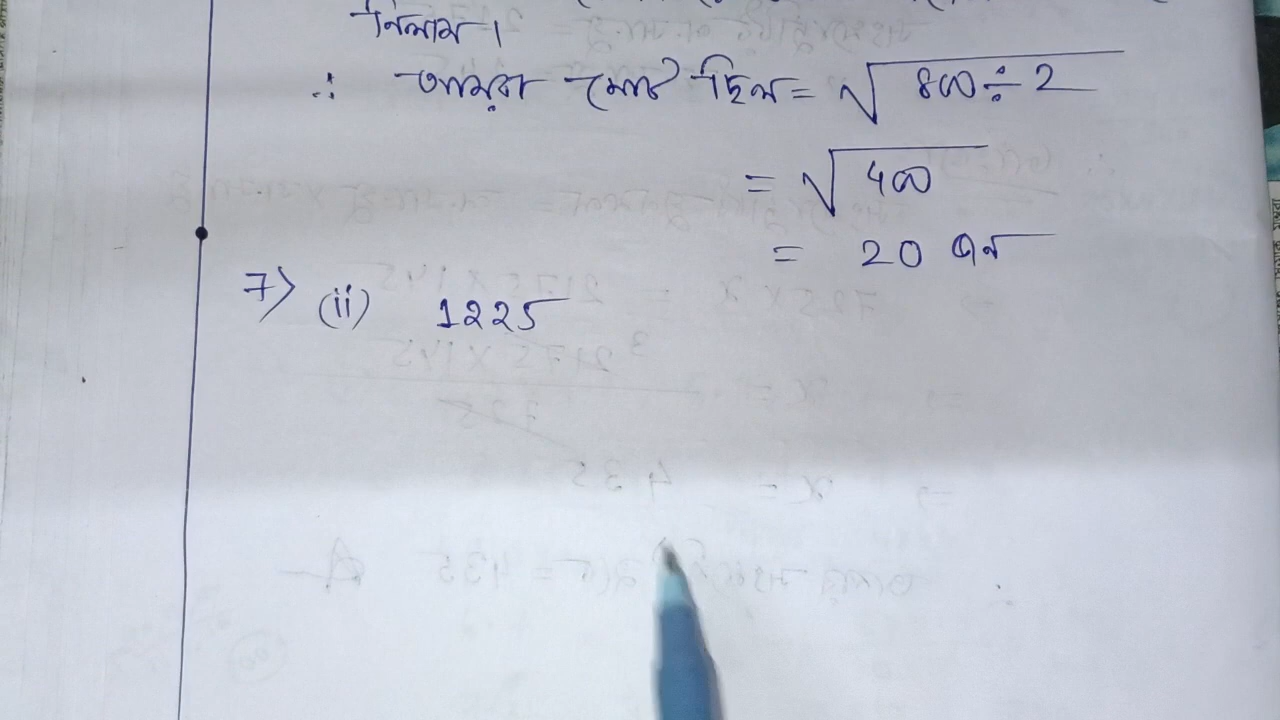 নিলাম।
∴ আমরা মোট ছিল = √800 ÷ 2
= √400
= 20 জন
7) (ii) 1225